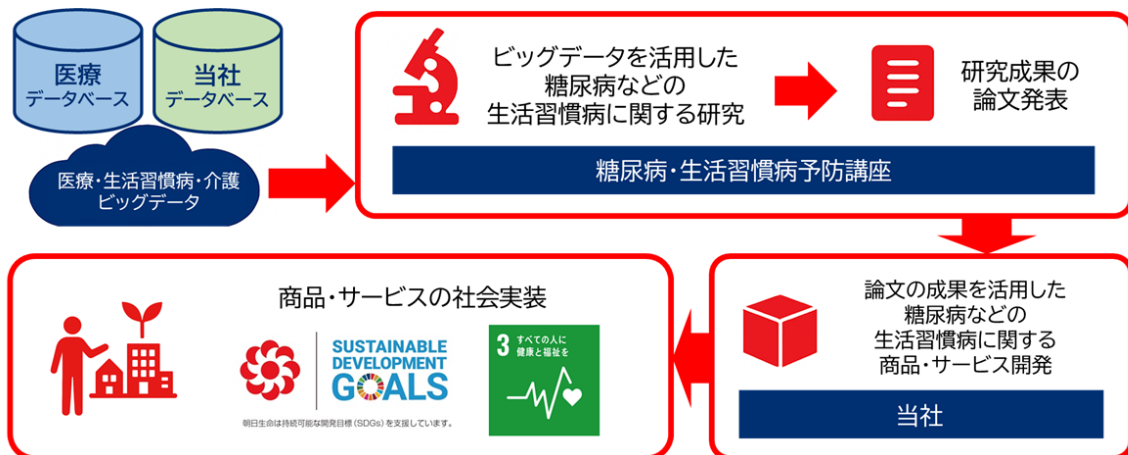 医療
データベース
当社
データベース
医療・生活習慣病・介護
ビッグデータ
ビッグデータを活用した
糖尿病などの
生活習慣病に関する研究
研究成果の
論文発表
糖尿病・生活習慣病予防講座
論文の成果を活用した
糖尿病などの
生活習慣病に関する
商品・サービス開発
当社
商品・サービスの社会実装
SUSTAINABLE
DEVELOPMENT
GOALS
朝日生命は持続可能な開発目標(SDGs)を支援しています。
3 すべての人に
健康と福祉を